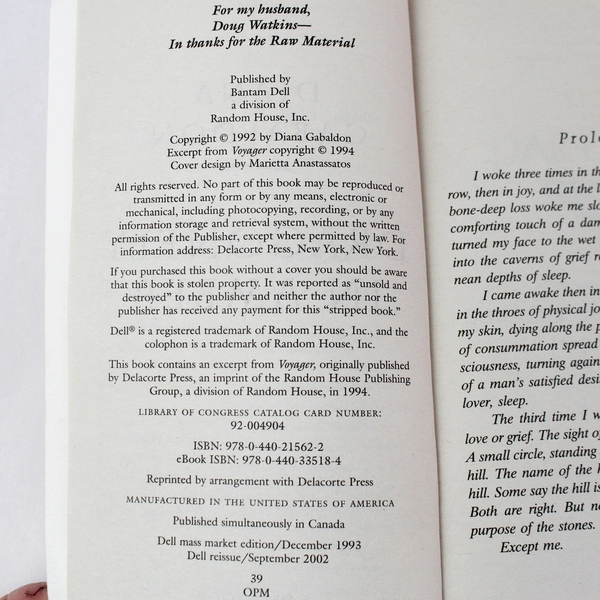 For my husband,
Doug Watkins—
In thanks for the Raw Material
Published by
Bantam Dell
a division of
Random House, Inc.
Copyright © 1992 by Diana Gabaldon
Excerpt from Voyager copyright © 1994
Cover design by Marietta Anastassatos
All rights reserved. No part of this book may be reproduced or
transmitted in any form or by any means, electronic or
mechanical, including photocopying, recording, or by any
information storage and retrieval system, without the written
permission of the Publisher, except where permitted by law. For
information address: Delacorte Press, New York, New York.
If you purchased this book without a cover you should be aware
that this book is stolen property. It was reported as “unsold and
destroyed” to the publisher and neither the author nor the
publisher has received any payment for this “stripped book.”
Dell® is a registered trademark of Random House, Inc., and the
colophon is a trademark of Random House, Inc.
This book contains an excerpt from Voyager, originally published
by Delacorte Press, an imprint of the Random House Publishing
Group, a division of Random House, in 1994.
LIBRARY OF CONGRESS CATALOG CARD NUMBER:
92-004904
ISBN: 978-0-440-21562-2
eBook ISBN: 978-0-440-33518-4
Reprinted by arrangement with Delacorte Press
MANUFACTURED IN THE UNITED STATES OF AMERICA
Published simultaneously in Canada
Dell mass market edition/December 1993
Dell reissue/September 2002
39
OPM
I woke three times in
row, then in joy, and at the
bone-deep loss woke me
comforting touch of a
turned my face to the wet
into the caverns of grief
nean depths of sleep.
I came awake then
in the throes of physical
my skin, dying along the
of consummation spread
sciousness, turning
of a man's satisfied
lover, sleep.
The third time I
love or grief. The sight
A small circle, standing
hill. The name of the
hill. Some say the hill
Both are right. But
purpose of the stones.
Except me.